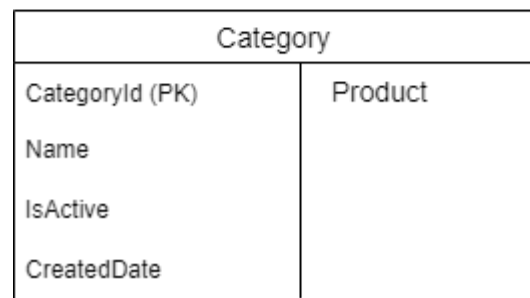 Category
CategoryId (PK)
Product
Name
IsActive
CreatedDate